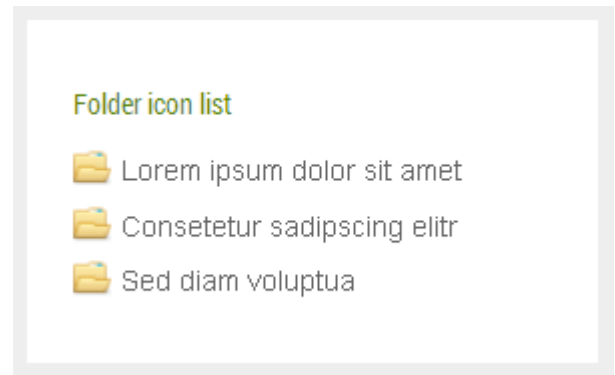 Folder icon list
Lorem ipsum dolor sit amet
Consetetur sadipscing elitr
Sed diam voluptua